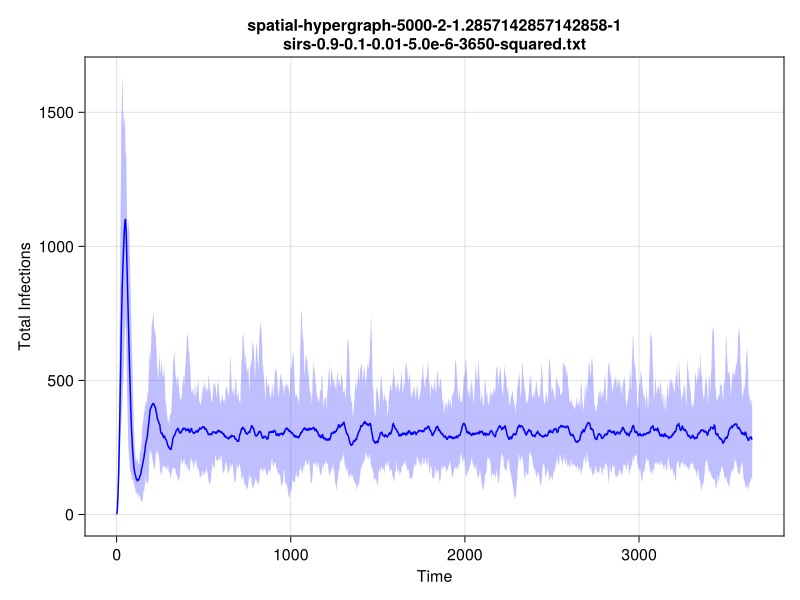 spatial-hypergraph-5000-2-1.2857142857142858-1
sirs-0.9-0.1-0.01-5.0e-6-3650-squared.txt
Total Infections
1500
1000
500
0
0
1000
2000
3000
Time